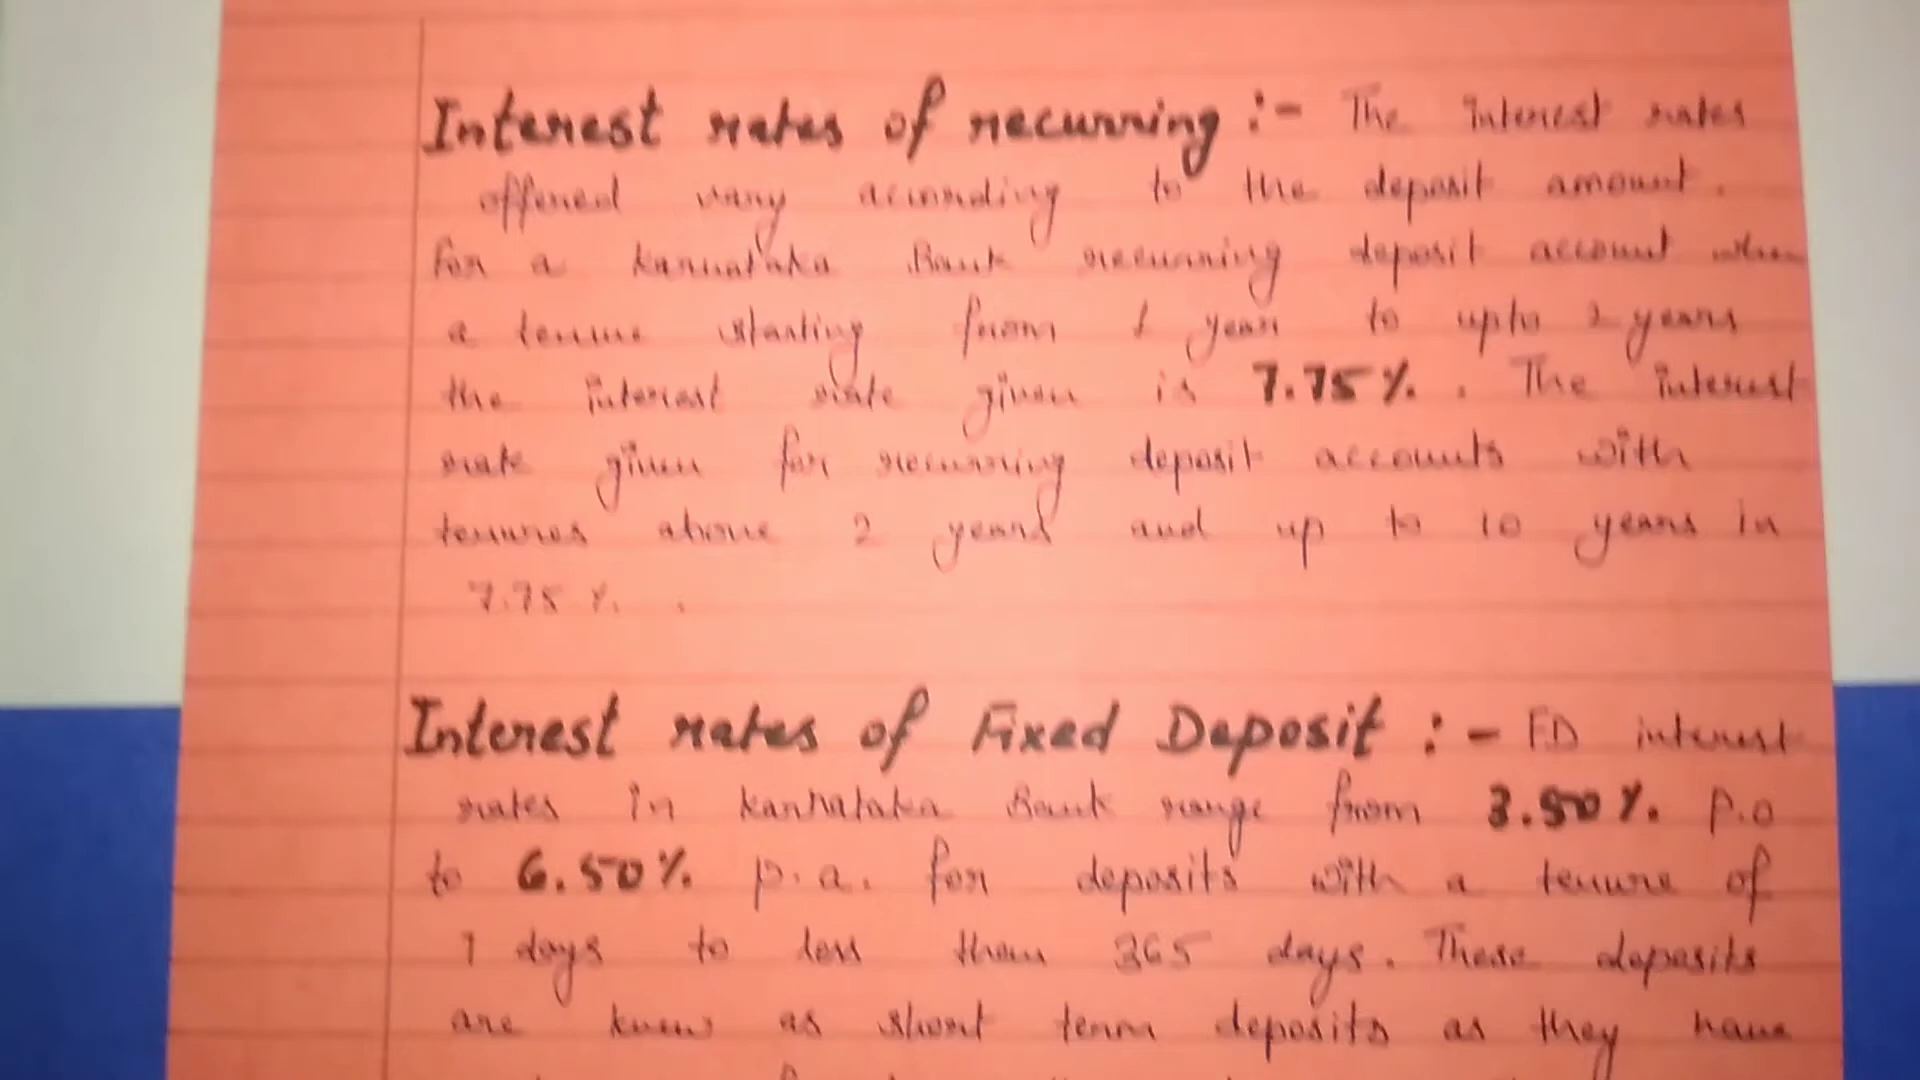 Interest rates of recurring :- The interest rates
offered vary according to the deposit amount.
for a karnataka Bank recurring deposit account when
a tenure starting from 1 year to upto 2 years
the interest rate given is 7.75%. . The interest
rate given for recurring deposit accounts with
tenures above 2 years and up to 10 years in
7.75 %. .
Interest rates of Fixed Deposit :- FD interest
rates in karnataka Bank range from 3.50%. p.a
to 6.50%. p.a. for deposits with a tenure of
7 days to less than 365 days. These deposits
are known as short term deposits as they have